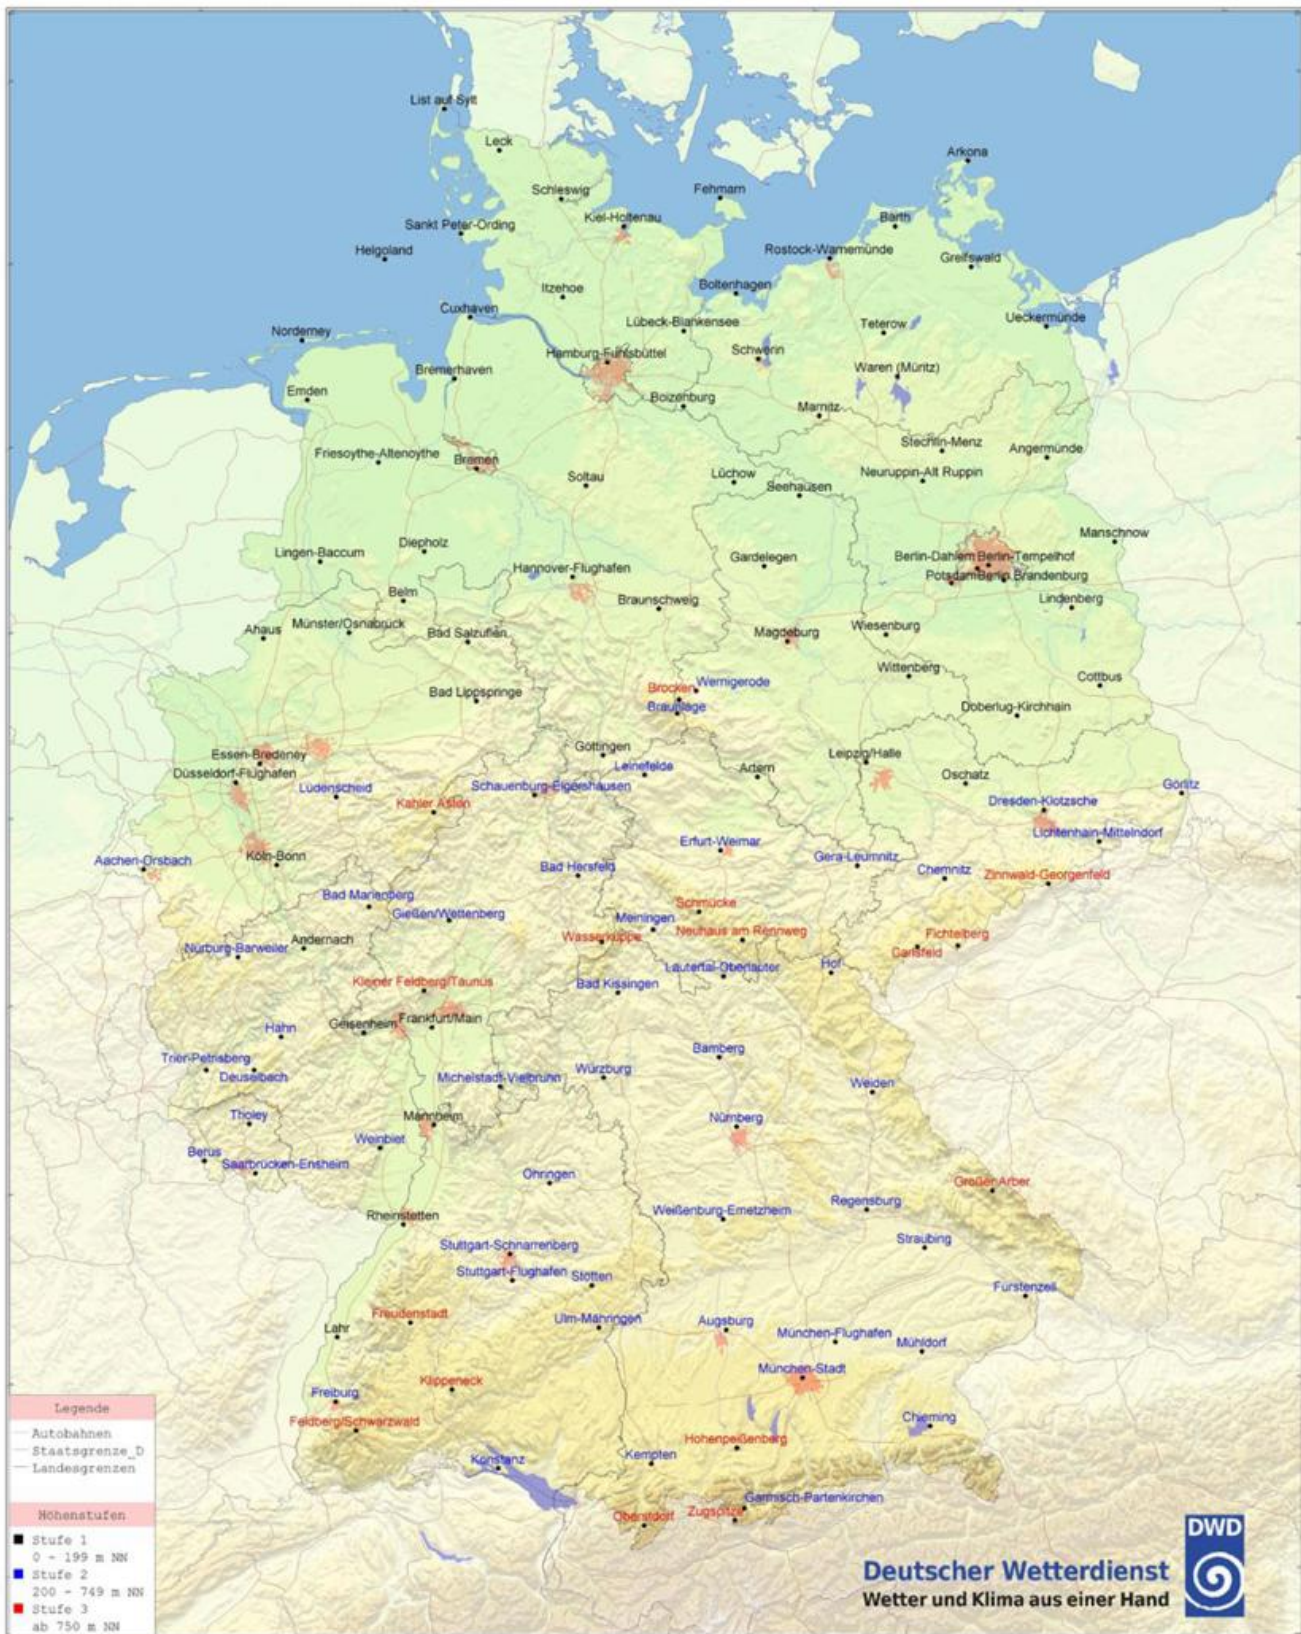 List auf Sylt
Leck
Arkona
Schleswig
Fehmarn
Kiel-Holtenau
Barth
Sankt Peter-Ording
Helgoland
Rostock-Warnemünde
Greifswald
Itzehoe
Boltenhagen
Cuxhaven
Lübeck-Blankensee
Ueckermünde
Norderney
Teterow
Hamburg-Fuhlsbüttel
Schwerin
Bremerhaven
Waren (Müritz)
Emden
Boizenburg
Marnitz
Friesoythe-Altenoythe
Bremen
Stechlin-Menz
Angermünde
Soltau
Lüchow
Neuruppin-Alt Ruppin
Seehausen
Manschnow
Lingen-Baccum
Diepholz
Gardelegen
Berlin-Dahlem Berlin-Tempelhof
Hannover-Flughafen
Potsdam Berlin Brandenburg
Belm
Braunschweig
Lindenberg
Ahaus
Münster/Osnabrück
Bad Salzuflen
Magdeburg
Wiesenburg
Wittenberg
Cottbus
Bad Lippspringe
Brocken
Wernigerode
Braunlage
Doberlug-Kirchhain
Essen-Bredeney
Göttingen
Leipzig/Halle
Düsseldorf-Flughafen
Leinefelde
Artern
Oschatz
Lüdenscheid
Schauenburg-Elgershausen
Görlitz
Kahler Asten
Dresden-Klotzsche
Lichtenhain-Mittelndorf
Aachen-Orsbach
Köln-Bonn
Erfurt-Weimar
Gera-Leumnitz
Bad Hersfeld
Chemnitz
Zinnwald-Georgenfeld
Bad Marienberg
Gießen/Wettenberg
Schmücke
Meiningen
Nürburg-Barweiler
Andernach
Wasserkuppe
Neuhaus am Rennweg
Fichtelberg
Carlsfeld
Lautertal-Oberlauter
Hof
Kleiner Feldberg/Taunus
Bad Kissingen
Hahn
Geisenheim
Frankfurt/Main
Trier-Petrisberg
Deuselbach
Michelstadt-Vielbrunn
Würzburg
Bamberg
Weiden
Tholey
Mannheim
Nürnberg
Berus
Weinbiet
Saarbrücken-Ensheim
Öhringen
Großer Arber
Rheinstetten
Weißenburg-Emetzheim
Regensburg
Stuttgart-Schnarrenberg
Straubing
Stuttgart-Flughafen
Stötten
Fürstenzell
Freudenstadt
Lahr
Ulm-Mähringen
Augsburg
München-Flughafen
Mühldorf
München-Stadt
Klippeneck
Freiburg
Feldberg/Schwarzwald
Chieming
Hohenpeißenberg
Konstanz
Kempten
Garmisch-Partenkirchen
Oberstdorf
Zugspitze
Legende
Autobahnen
Staatsgrenze_D
Landesgrenzen
Höhenstufen
Stufe 1
0 - 199 m NN
Stufe 2
200 - 749 m NN
Stufe 3
ab 750 m NN
DWD
Deutscher Wetterdienst
Wetter und Klima aus einer Hand